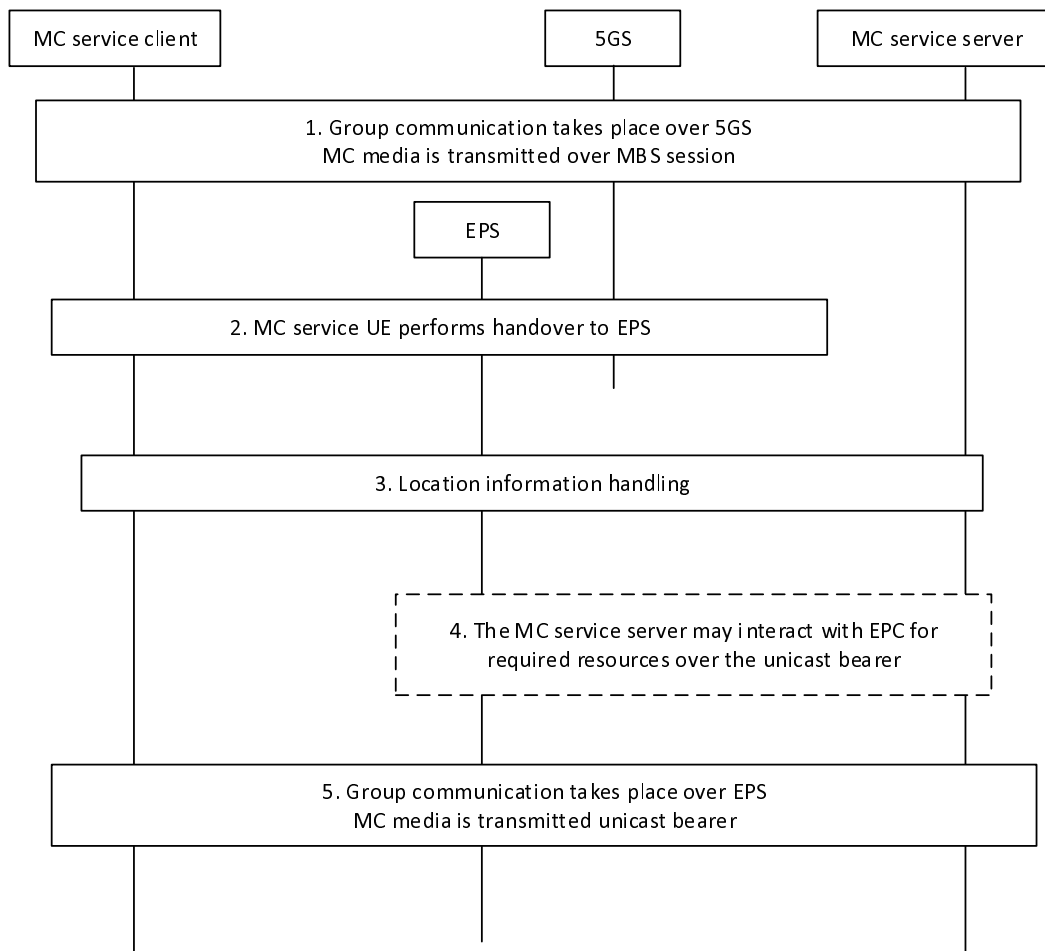 MC service client
5GS
MC service server
1. Group communication takes place over 5GS
MC media is transmitted over MBS session
EPS
2. MC service UE performs handover to EPS
3. Location information handling
4. The MC service server may interact with EPC for
required resources over the unicast bearer
5. Group communication takes place over EPS
MC media is transmitted unicast bearer